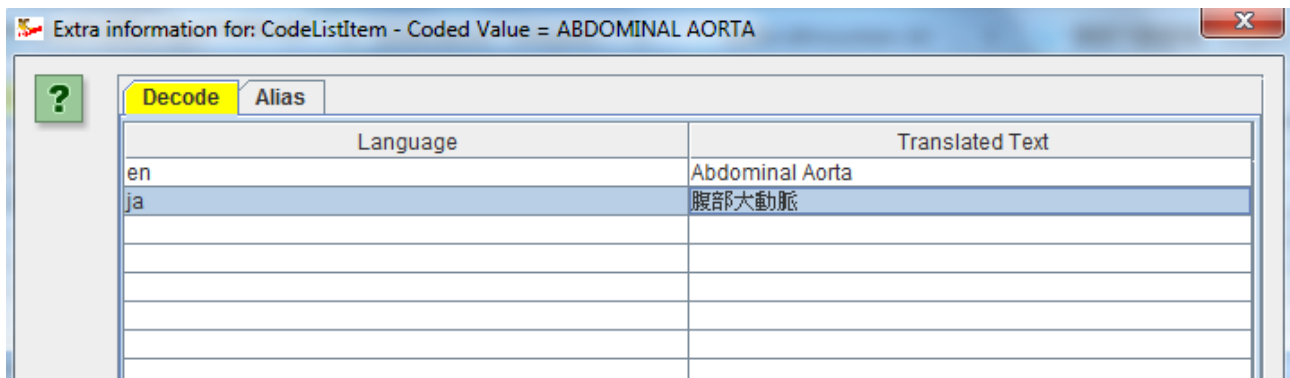 Extra information for: CodeListItem - Coded Value = ABDOMINAL AORTA
x
?
Decode Alias
Language Translated Text
en Abdominal Aorta
ja 腹部大動脈